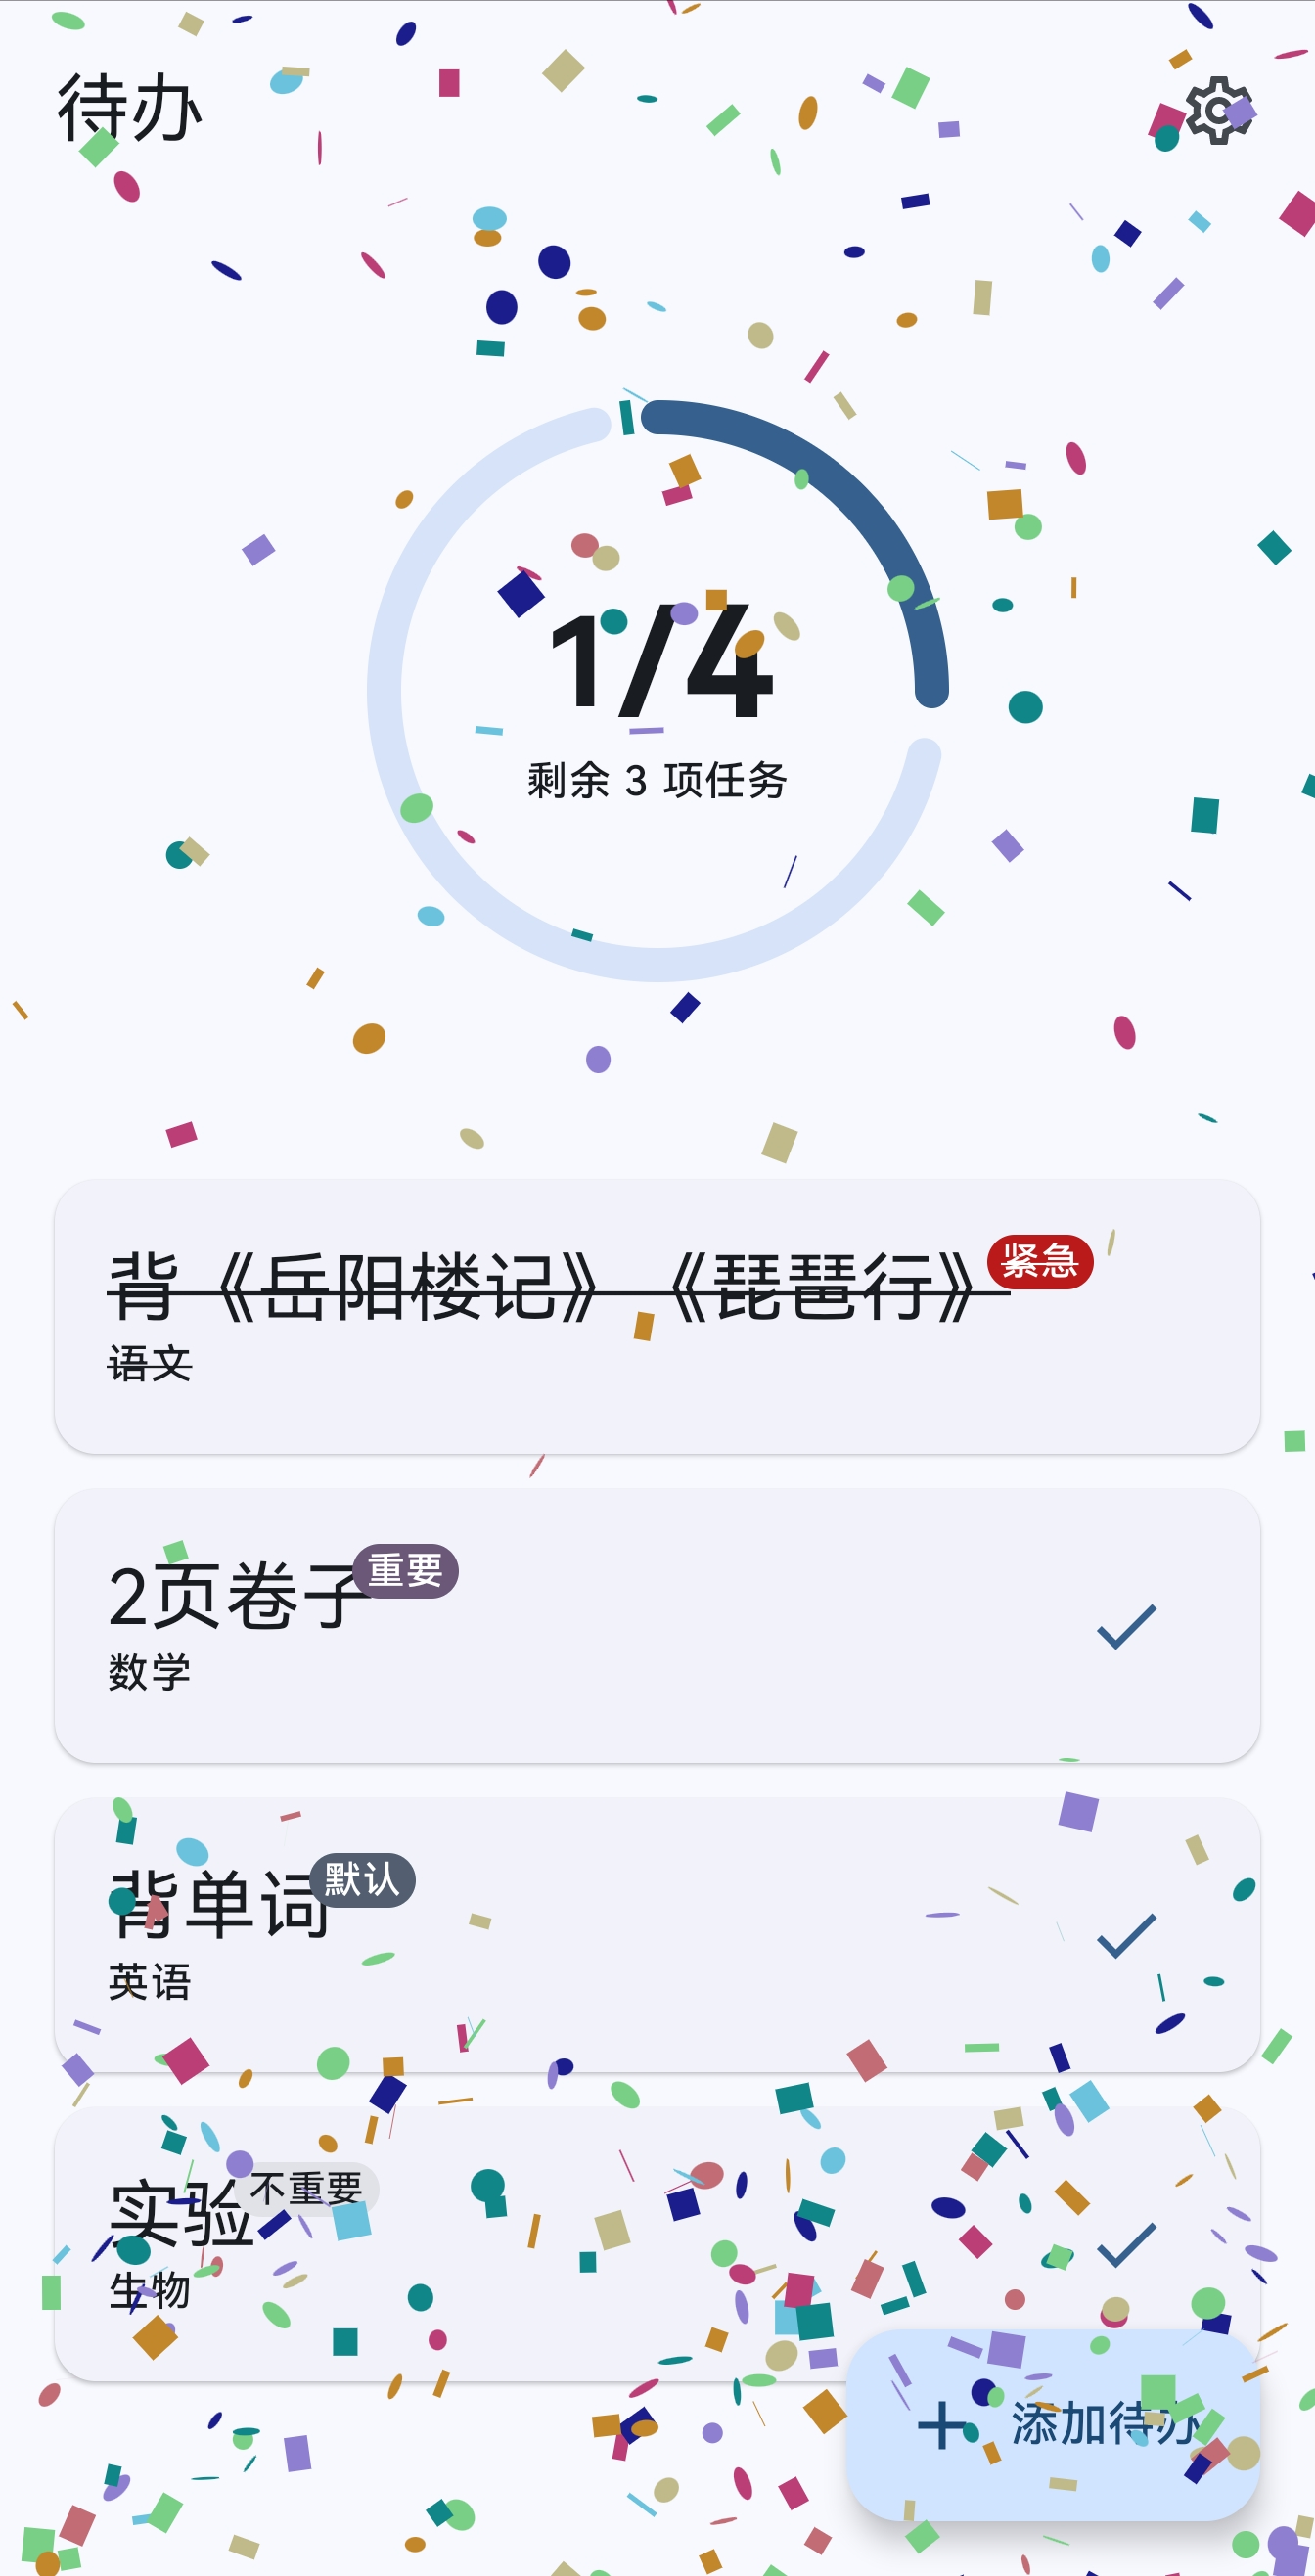 待办
1/4
剩余 3 项任务
背《岳阳楼记》《琵琶行》 紧急
语文
2页卷子 重要
数学
背单词 默认
英语
实验 不重要
生物
添加待办